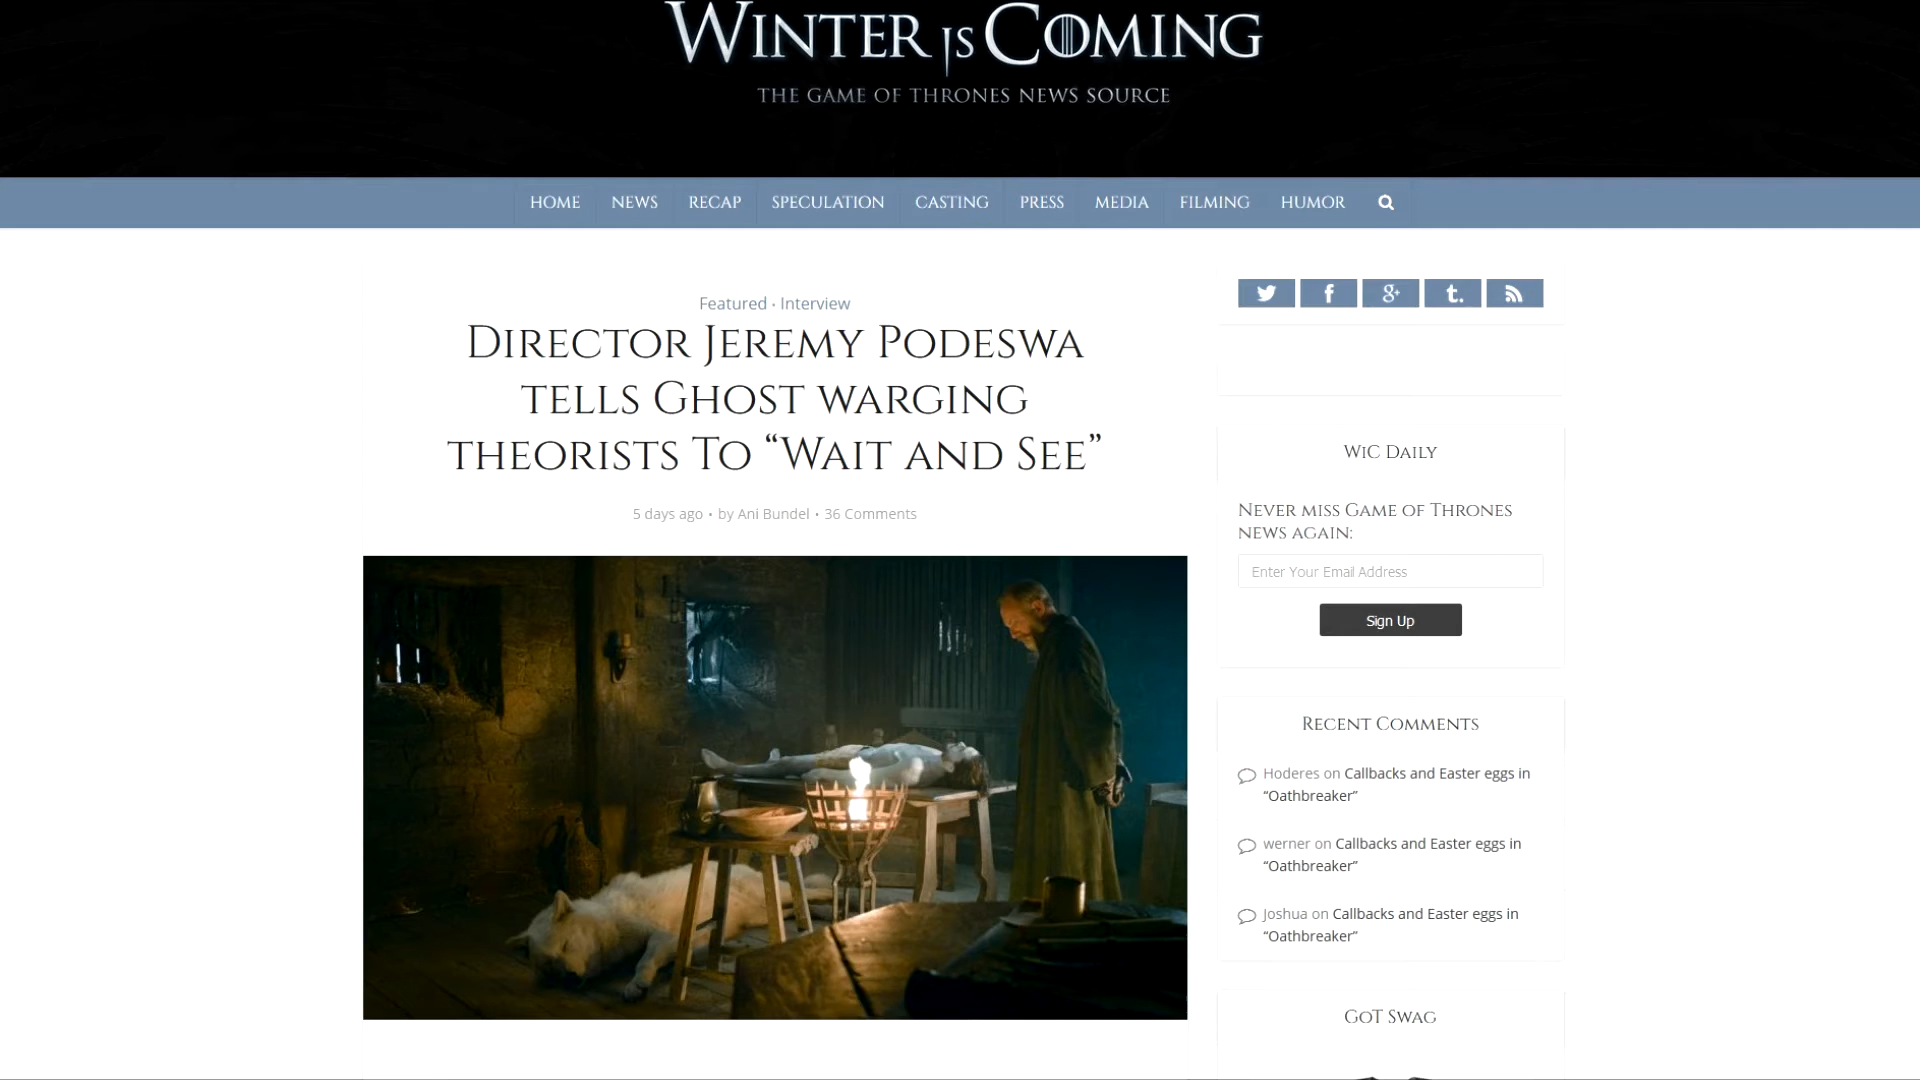 WINTER IS COMING
THE GAME OF THRONES NEWS SOURCE
HOME NEWS RECAP SPECULATION CASTING PRESS MEDIA FILMING HUMOR
Featured • Interview
DIRECTOR JEREMY PODESWA
TELLS GHOST WARGING
THEORISTS TO “WAIT AND SEE”
5 days ago • by Ani Bundel • 36 Comments
f g+ t.
WIC DAILY
NEVER MISS GAME OF THRONES
NEWS AGAIN:
Enter Your Email Address
Sign Up
RECENT COMMENTS
Hoderes on Callbacks and Easter eggs in
“Oathbreaker”
werner on Callbacks and Easter eggs in
“Oathbreaker”
Joshua on Callbacks and Easter eggs in
“Oathbreaker”
GOT SWAG